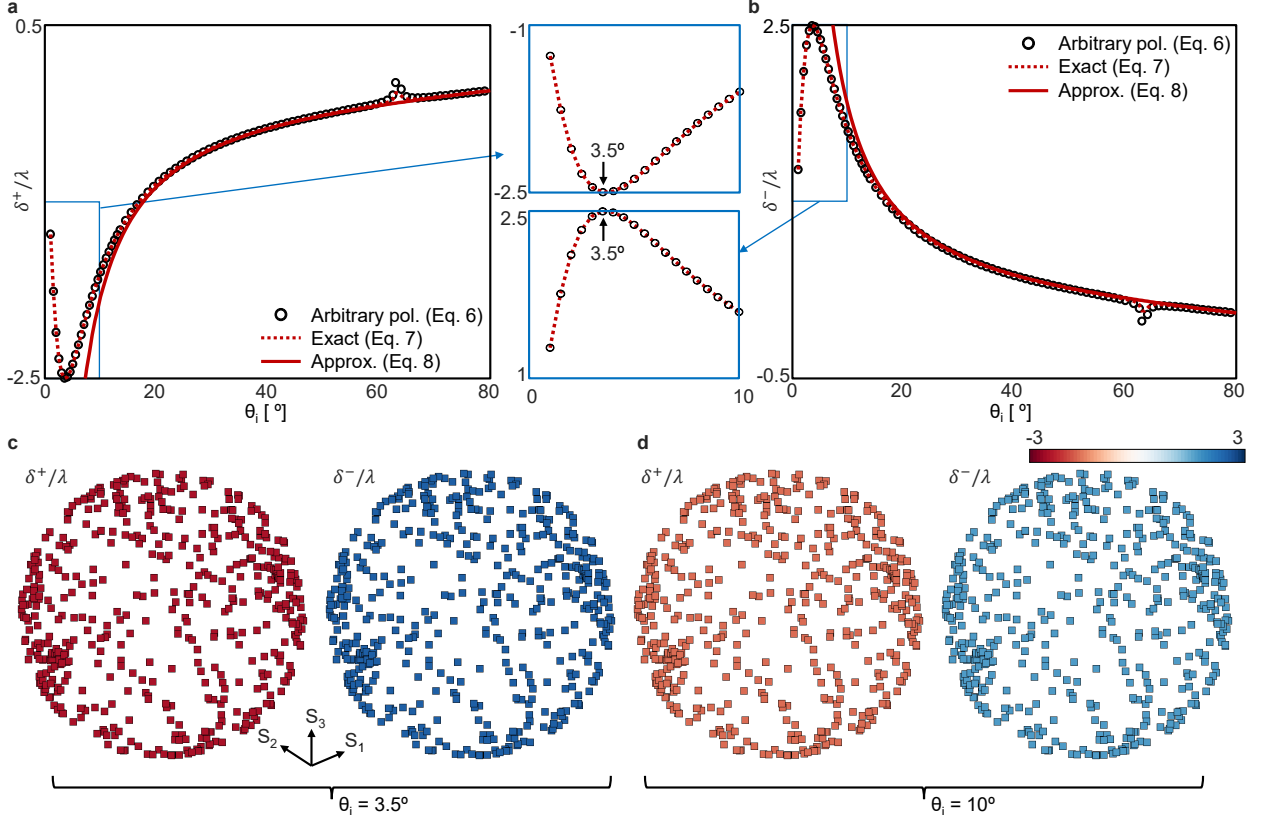 a
0.5
δ⁺/λ
-2.5
0 20 40 60 80
θᵢ [ º]
Arbitrary pol. (Eq. 6)
Exact (Eq. 7)
Approx. (Eq. 8)
-1
3.5º
-2.5
2.5
3.5º
1
0 10
b
2.5
δ⁻/λ
-0.5
0 20 40 60 80
θᵢ [ º]
Arbitrary pol. (Eq. 6)
Exact (Eq. 7)
Approx. (Eq. 8)
c
δ⁺/λ
δ⁻/λ
S₃
S₂
S₁
θᵢ = 3.5º
d
-3 3
δ⁺/λ
δ⁻/λ
θᵢ = 10º